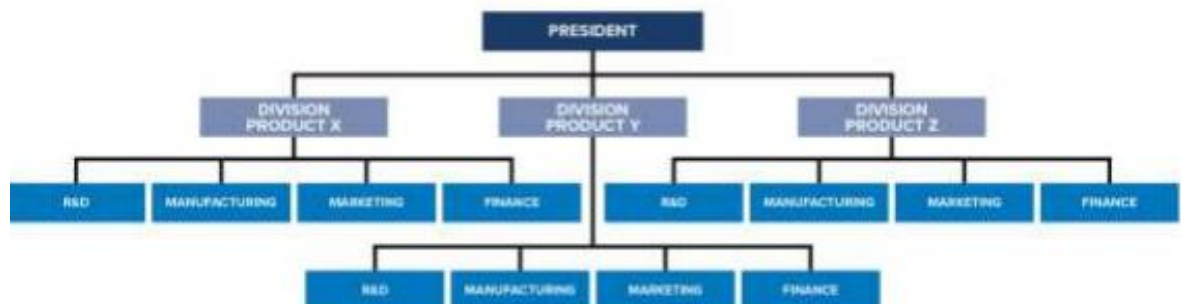 PRESIDENT
DIVISION
PRODUCT X
DIVISION
PRODUCT Y
DIVISION
PRODUCT Z
R&D
MANUFACTURING
MARKETING
FINANCE
R&D
MANUFACTURING
MARKETING
FINANCE
R&D
MANUFACTURING
MARKETING
FINANCE